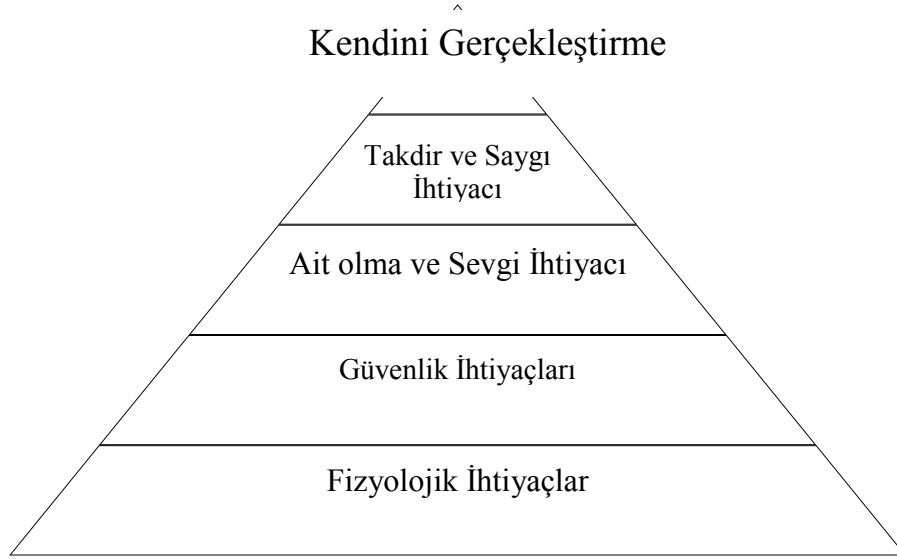 Kendini Gerçekleştirme
Takdir ve Saygı
İhtiyacı
Ait olma ve Sevgi İhtiyacı
Güvenlik İhtiyaçları
Fizyolojik İhtiyaçlar